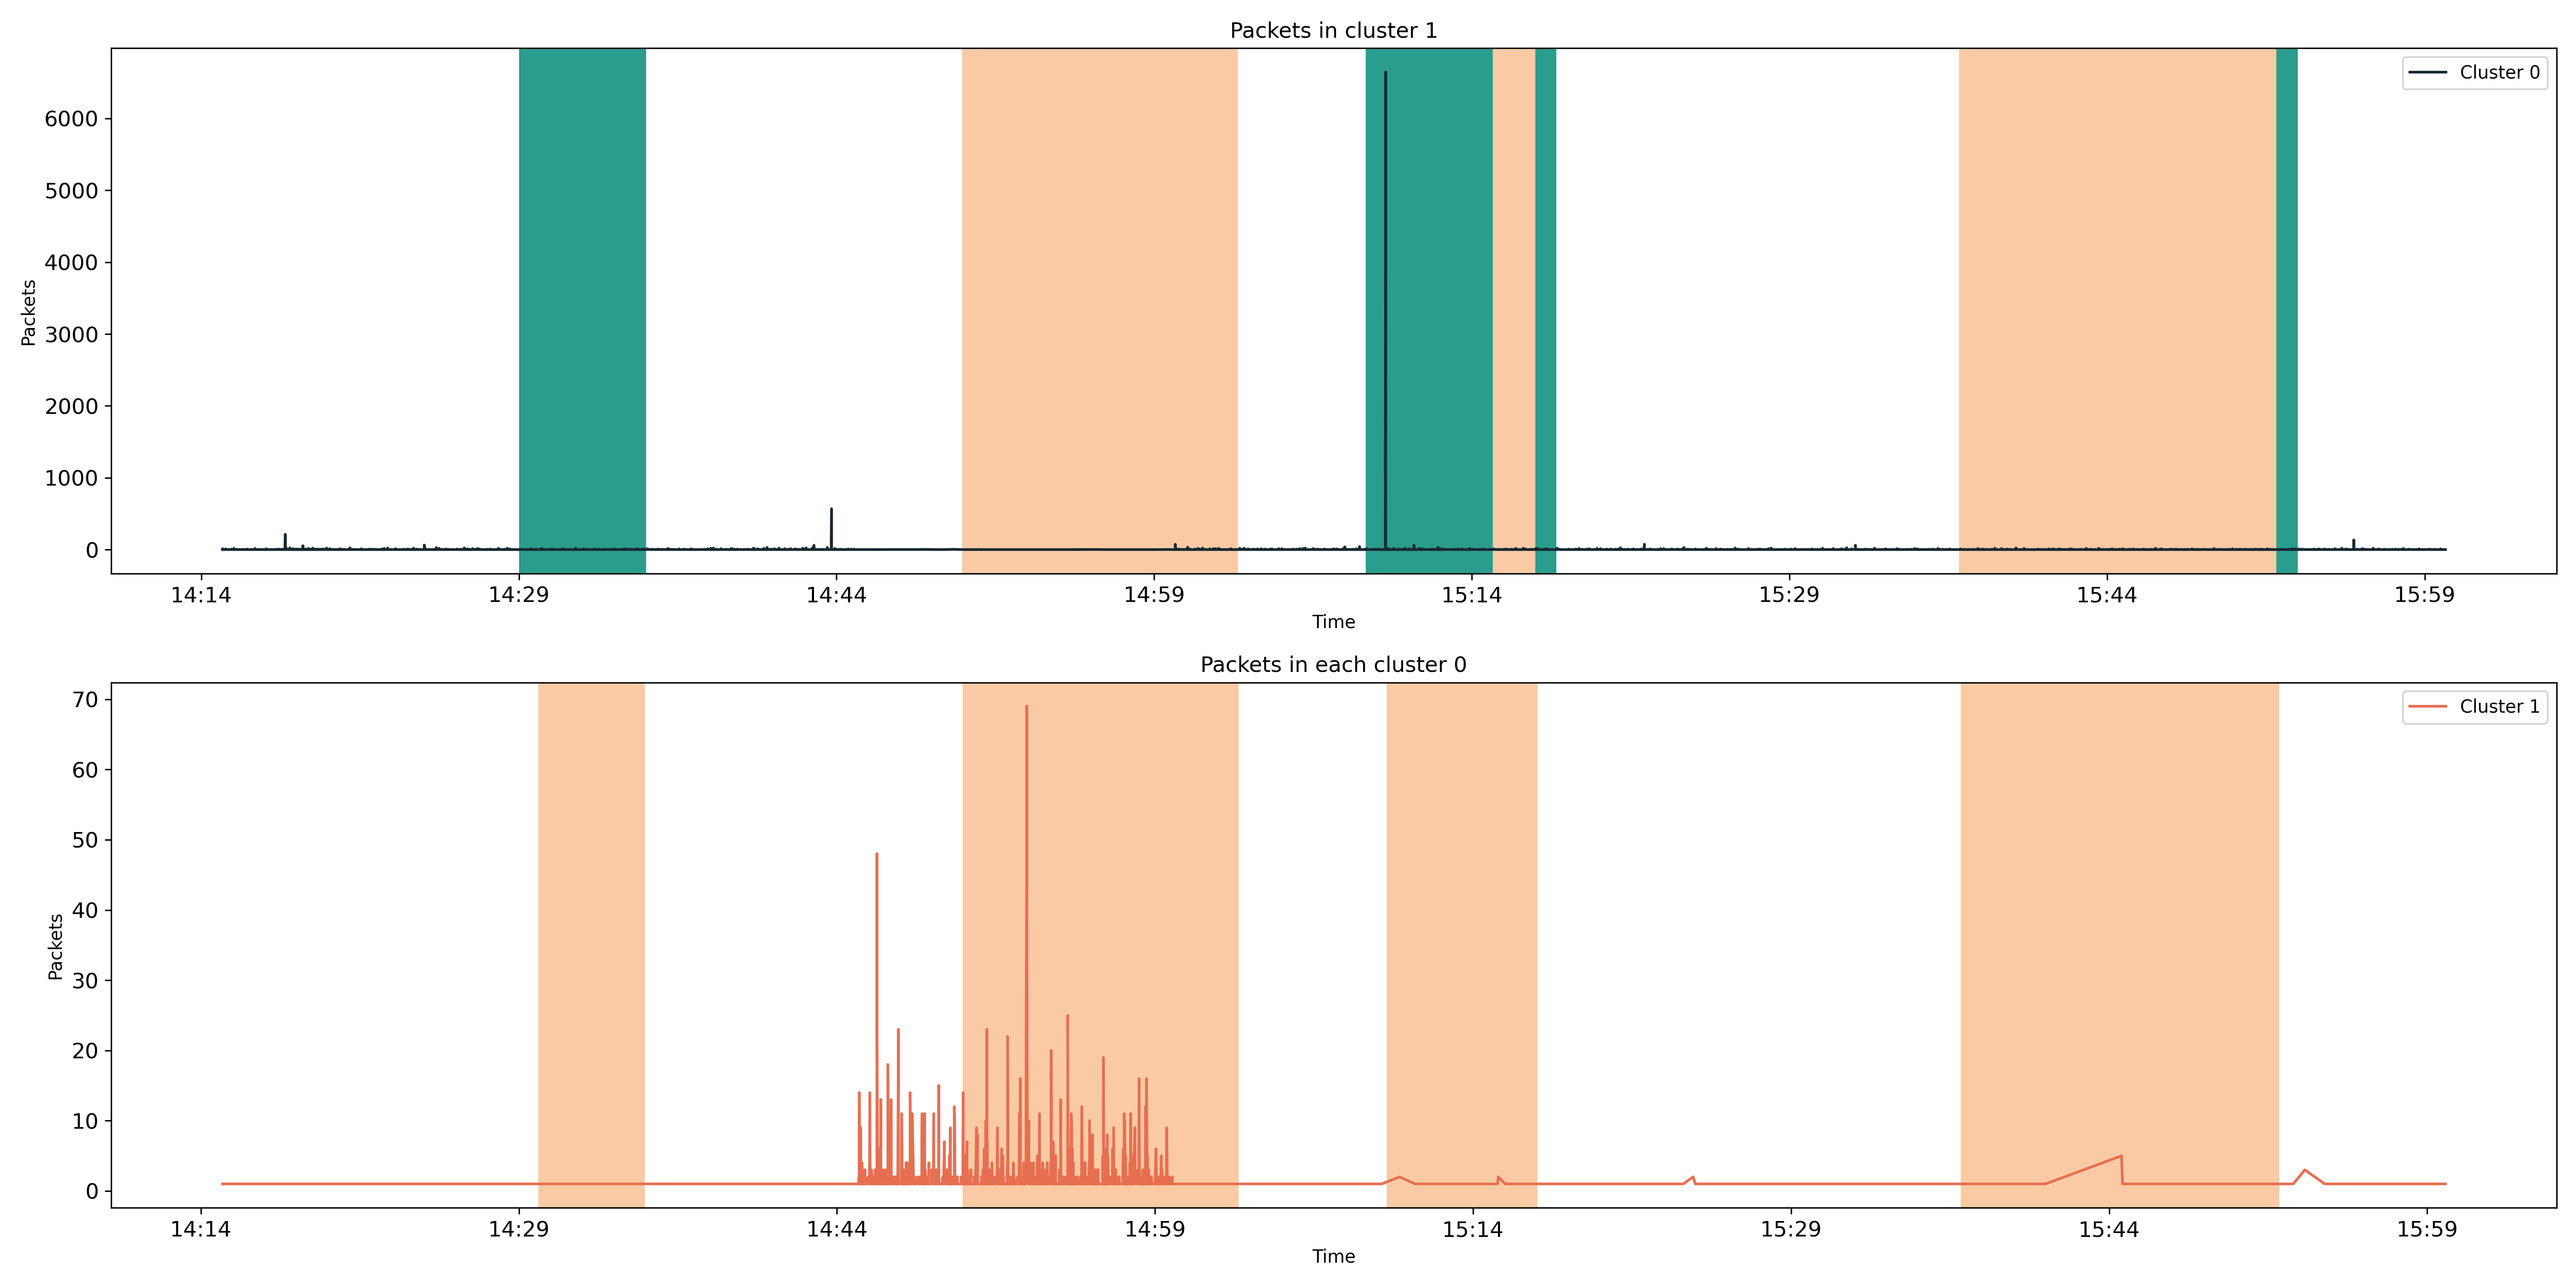 Packets in cluster 1
Cluster 0
6000
5000
4000
3000
2000
1000
0
Packets
14:14 14:29 14:44 14:59 15:14 15:29 15:44 15:59
Time
Packets in each cluster 0
Cluster 1
70
60
50
40
30
20
10
0
Packets
14:14 14:29 14:44 14:59 15:14 15:29 15:44 15:59
Time